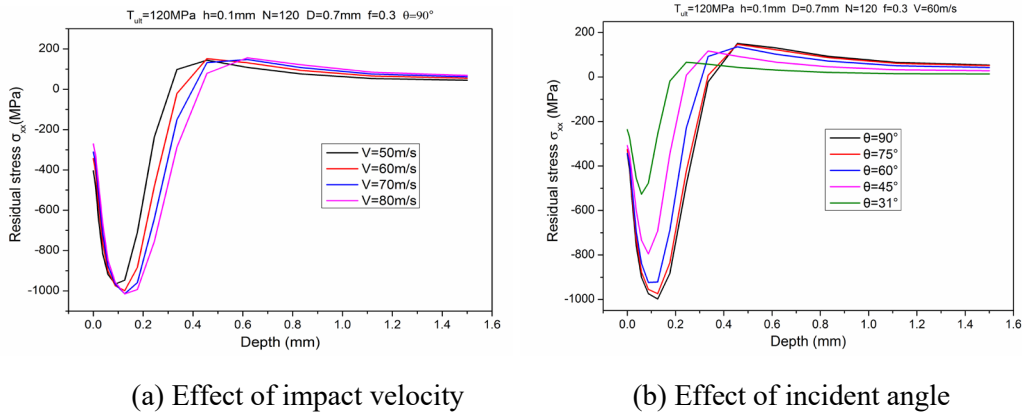 T_ult=120MPa h=0.1mm N=120 D=0.7mm f=0.3 θ=90°
200
0
-200
-400
-600
-800
-1000
Residual stress σ_xx (MPa)
V=50m/s
V=60m/s
V=70m/s
V=80m/s
0.0 0.2 0.4 0.6 0.8 1.0 1.2 1.4 1.6
Depth (mm)
(a) Effect of impact velocity
T_ult=120MPa h=0.1mm N=120 D=0.7mm f=0.3 V=60m/s
200
0
-200
-400
-600
-800
-1000
Residual stress σ_xx (MPa)
θ=90°
θ=75°
θ=60°
θ=45°
θ=31°
0.0 0.2 0.4 0.6 0.8 1.0 1.2 1.4 1.6
Depth (mm)
(b) Effect of incident angle